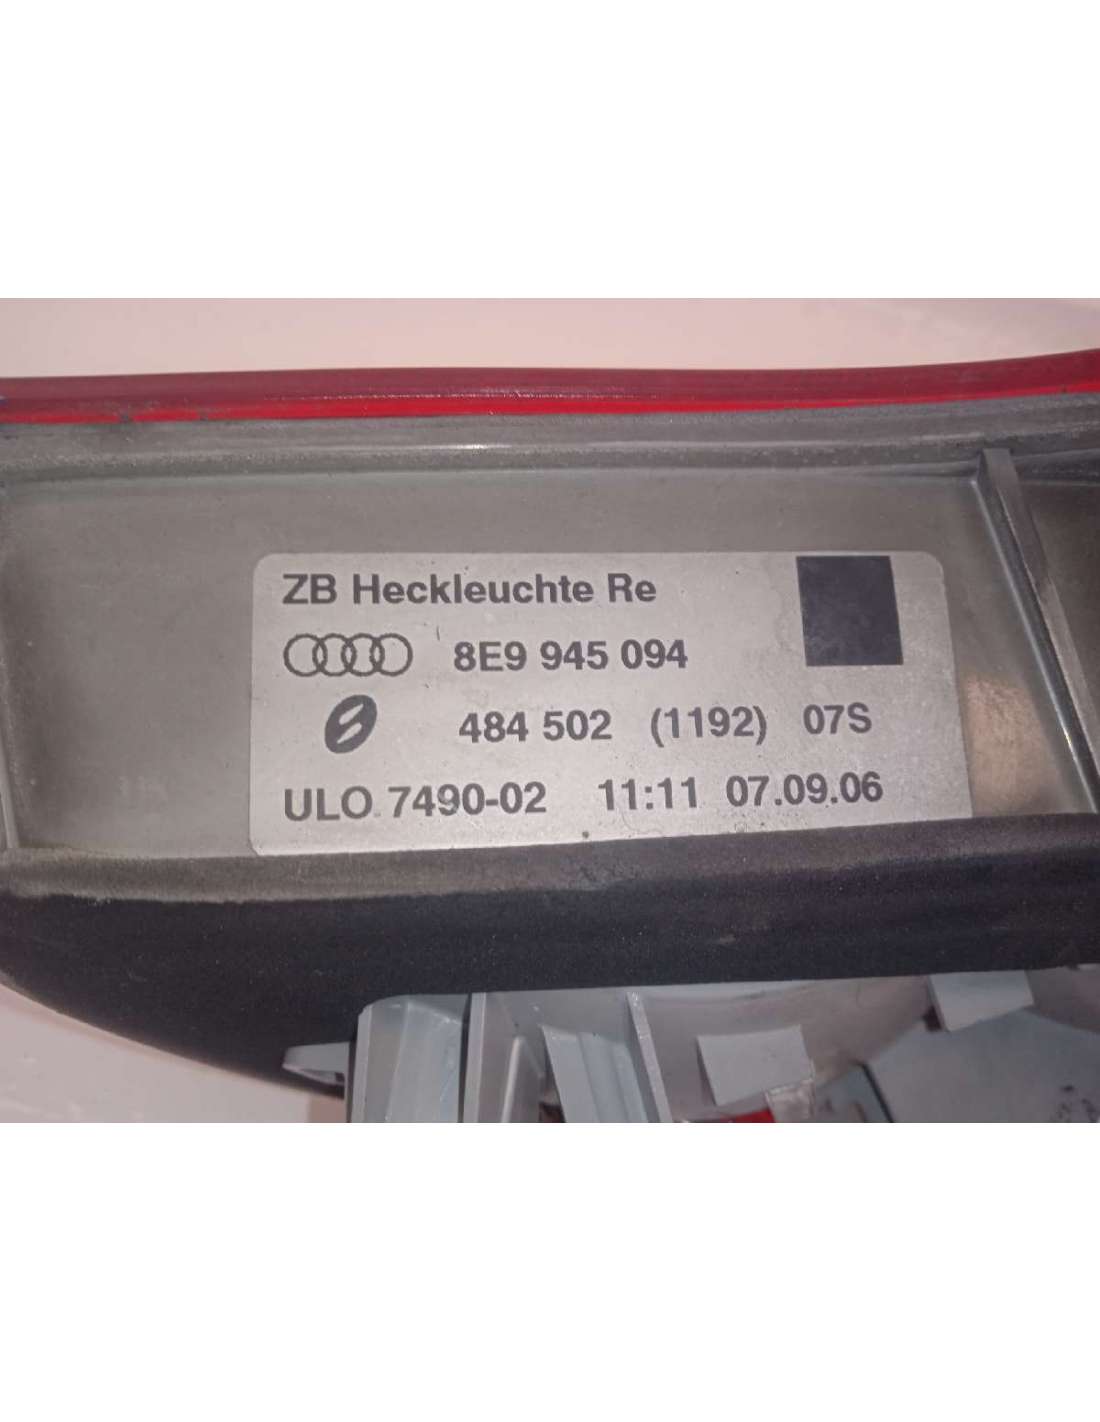 ZB Heckleuchte Re
8E9 945 094
484 502 (1192) 07S
ULO 7490-02 11:11 07.09.06